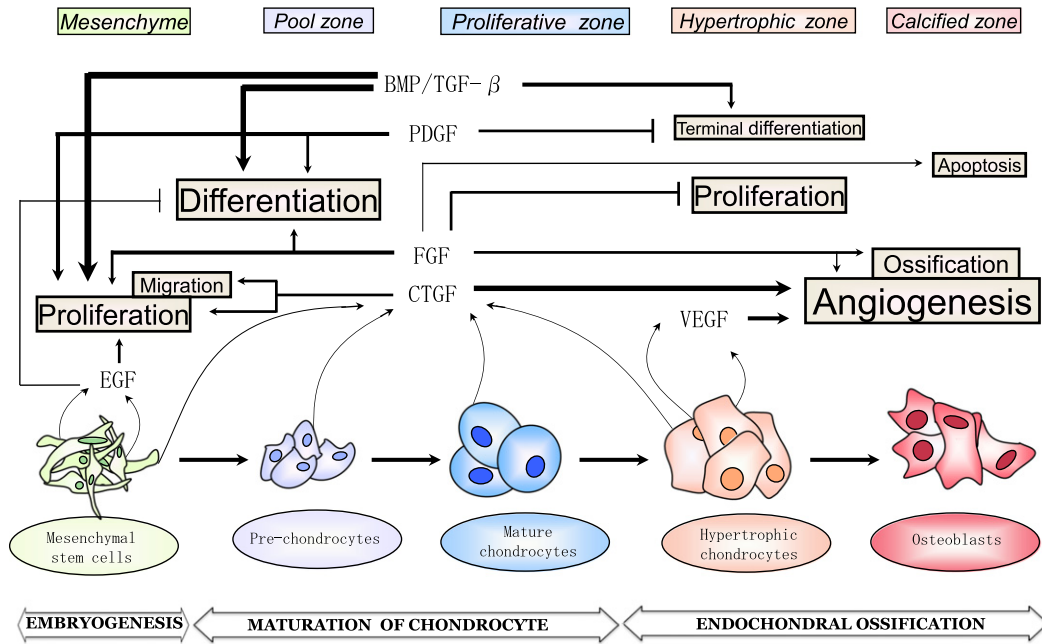 Mesenchyme
Pool zone
Proliferative zone
Hypertrophic zone
Calcified zone
BMP/TGF-β
PDGF
Terminal differentiation
Apoptosis
Differentiation
Proliferation
FGF
Ossification
Migration
CTGF
Angiogenesis
Proliferation
VEGF
EGF
Mesenchymal
stem cells
Pre-chondrocytes
Mature
chondrocytes
Hypertrophic
chondrocytes
Osteoblasts
EMBRYOGENESIS
MATURATION OF CHONDROCYTE
ENDOCHONDRAL OSSIFICATION